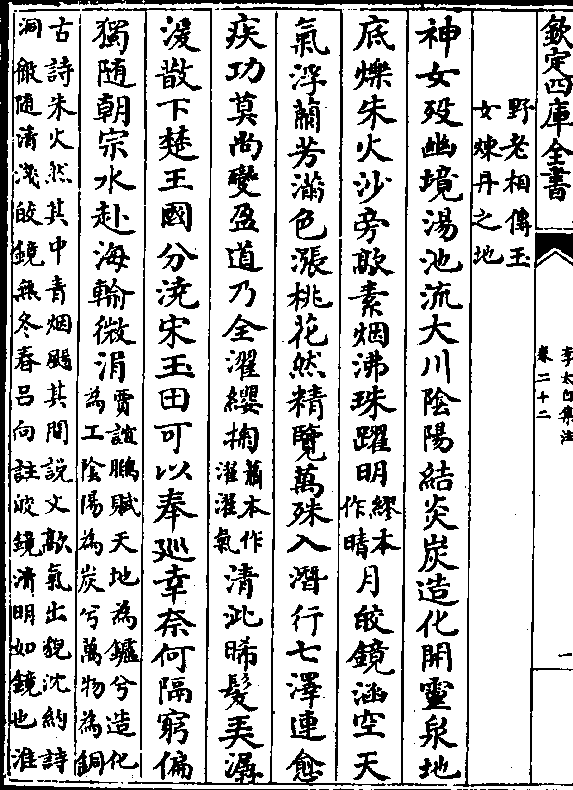 欽定四庫全書
李太白集注
卷二十二
一
野老相傳玉
女煉丹之地
神女殁幽境湯池流大川陰陽結炎炭造化開靈泉地
底爍朱火沙旁歊素烟沸珠躍明繆本作晴月皎鏡涵空天
氣浮蘭芳滿色漲桃花然精覽萬殊入潛行七澤連愈
疾功莫尚變盈道乃全濯纓掬蕭本作濯濯氣清泚晞髮弄潺
湲散下楚王國分澆宋玉田可以奉廵幸奈何隔窮偏
獨隨朝宗水赴海輸微涓賈誼鵩賦天地為鑪兮造化
為工陰陽為炭兮萬物為銅
古詩朱火然其中青烟颺其間說文歊氣出貌沈約詩
洞徹隨清淺皎鏡無冬春呂向註皎鏡清明如鏡也淮